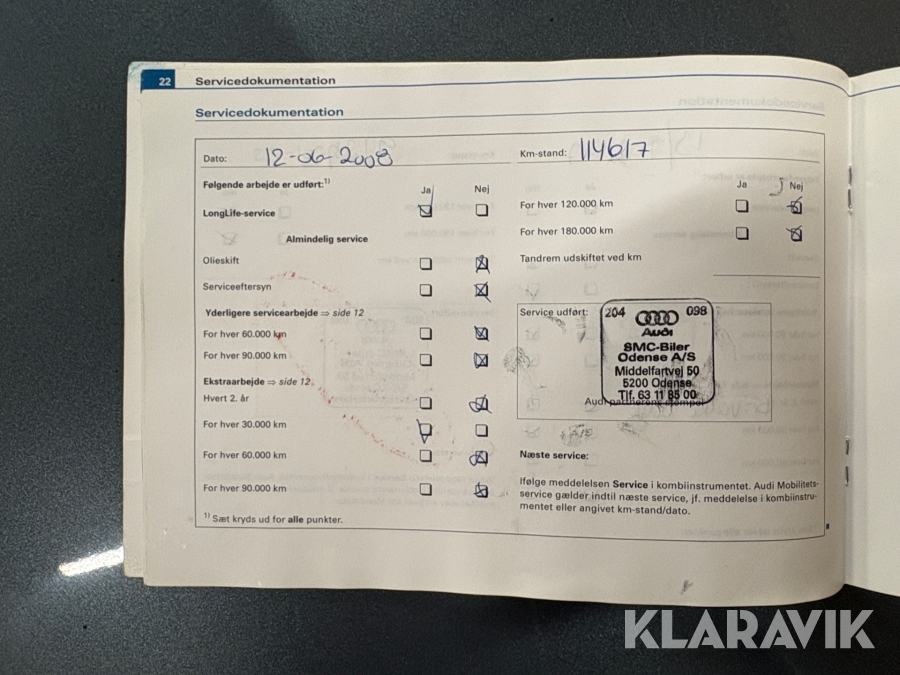 22 Servicedokumentation
Servicedokumentation
Dato: 12-06-2008
Km-stand: 114617
Følgende arbejde er udført:¹⁾
Ja Nej
LongLife-service
Almindelig service
Olieskift
Serviceeftersyn
Yderligere servicearbejde ⇒ side 12
For hver 60.000 km
For hver 90.000 km
Ekstraarbejde ⇒ side 12
Hvert 2. år
For hver 30.000 km
For hver 60.000 km
For hver 90.000 km
¹⁾ Sæt kryds ud for alle punkter.
Ja Nej
For hver 120.000 km
For hver 180.000 km
Tandrem udskiftet ved km
Service udført:
204 098
Audi
SMC-Biler
Odense A/S
Middelfartvej 50
5200 Odense
Tlf. 63 11 85 00
Audi partnerens stempel
Næste service:
Ifølge meddelelsen Service i kombiinstrumentet. Audi Mobilitets-
service gælder indtil næste service, jf. meddelelse i kombiinstru-
mentet eller angivet km-stand/dato.
KLARAVIK